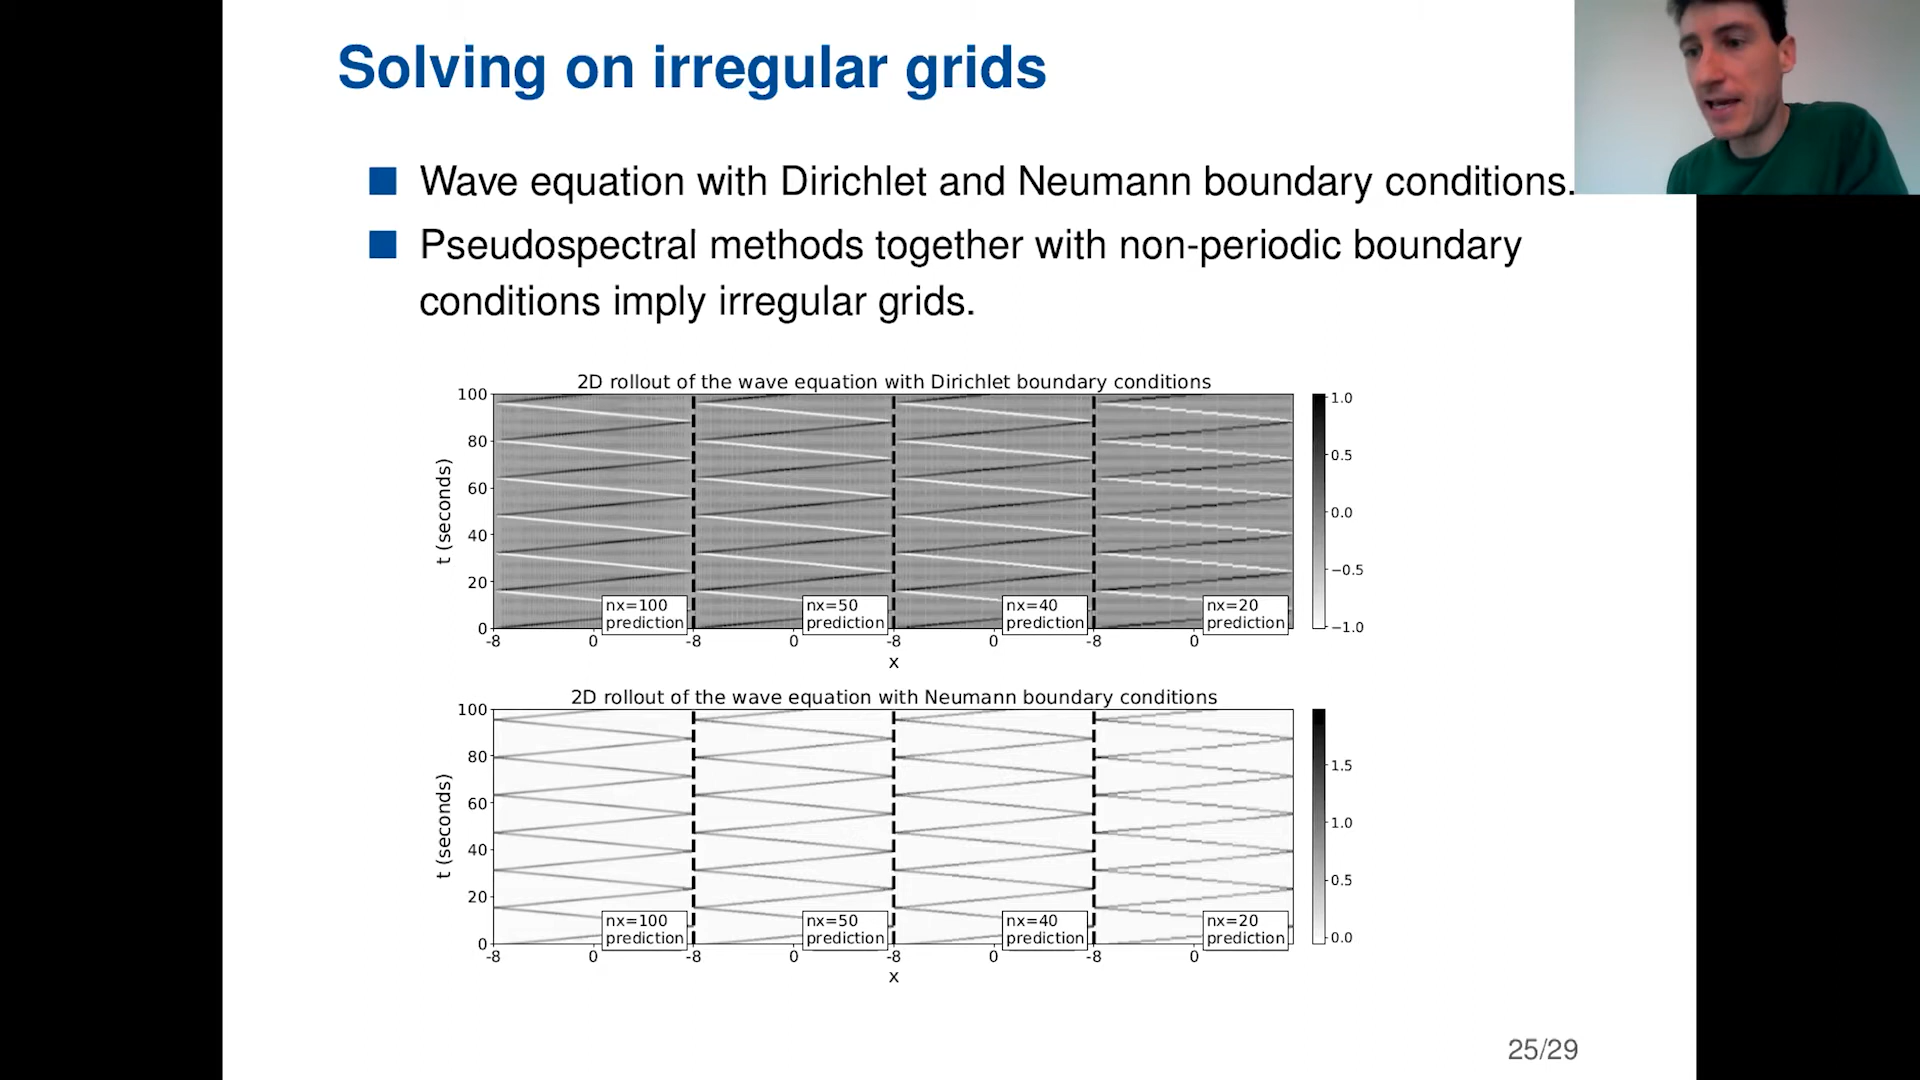 Solving on irregular grids
Wave equation with Dirichlet and Neumann boundary conditions.
Pseudospectral methods together with non-periodic boundary
conditions imply irregular grids.
2D rollout of the wave equation with Dirichlet boundary conditions
100
80
60
40
20
0
t (seconds)
nx=100
prediction
nx=50
prediction
nx=40
prediction
nx=20
prediction
-8 0 -8 0 -8 0 -8 0
x
1.0
0.5
0.0
−0.5
−1.0
2D rollout of the wave equation with Neumann boundary conditions
100
80
60
40
20
0
t (seconds)
nx=100
prediction
nx=50
prediction
nx=40
prediction
nx=20
prediction
-8 0 -8 0 -8 0 -8 0
x
1.5
1.0
0.5
0.0
25/29